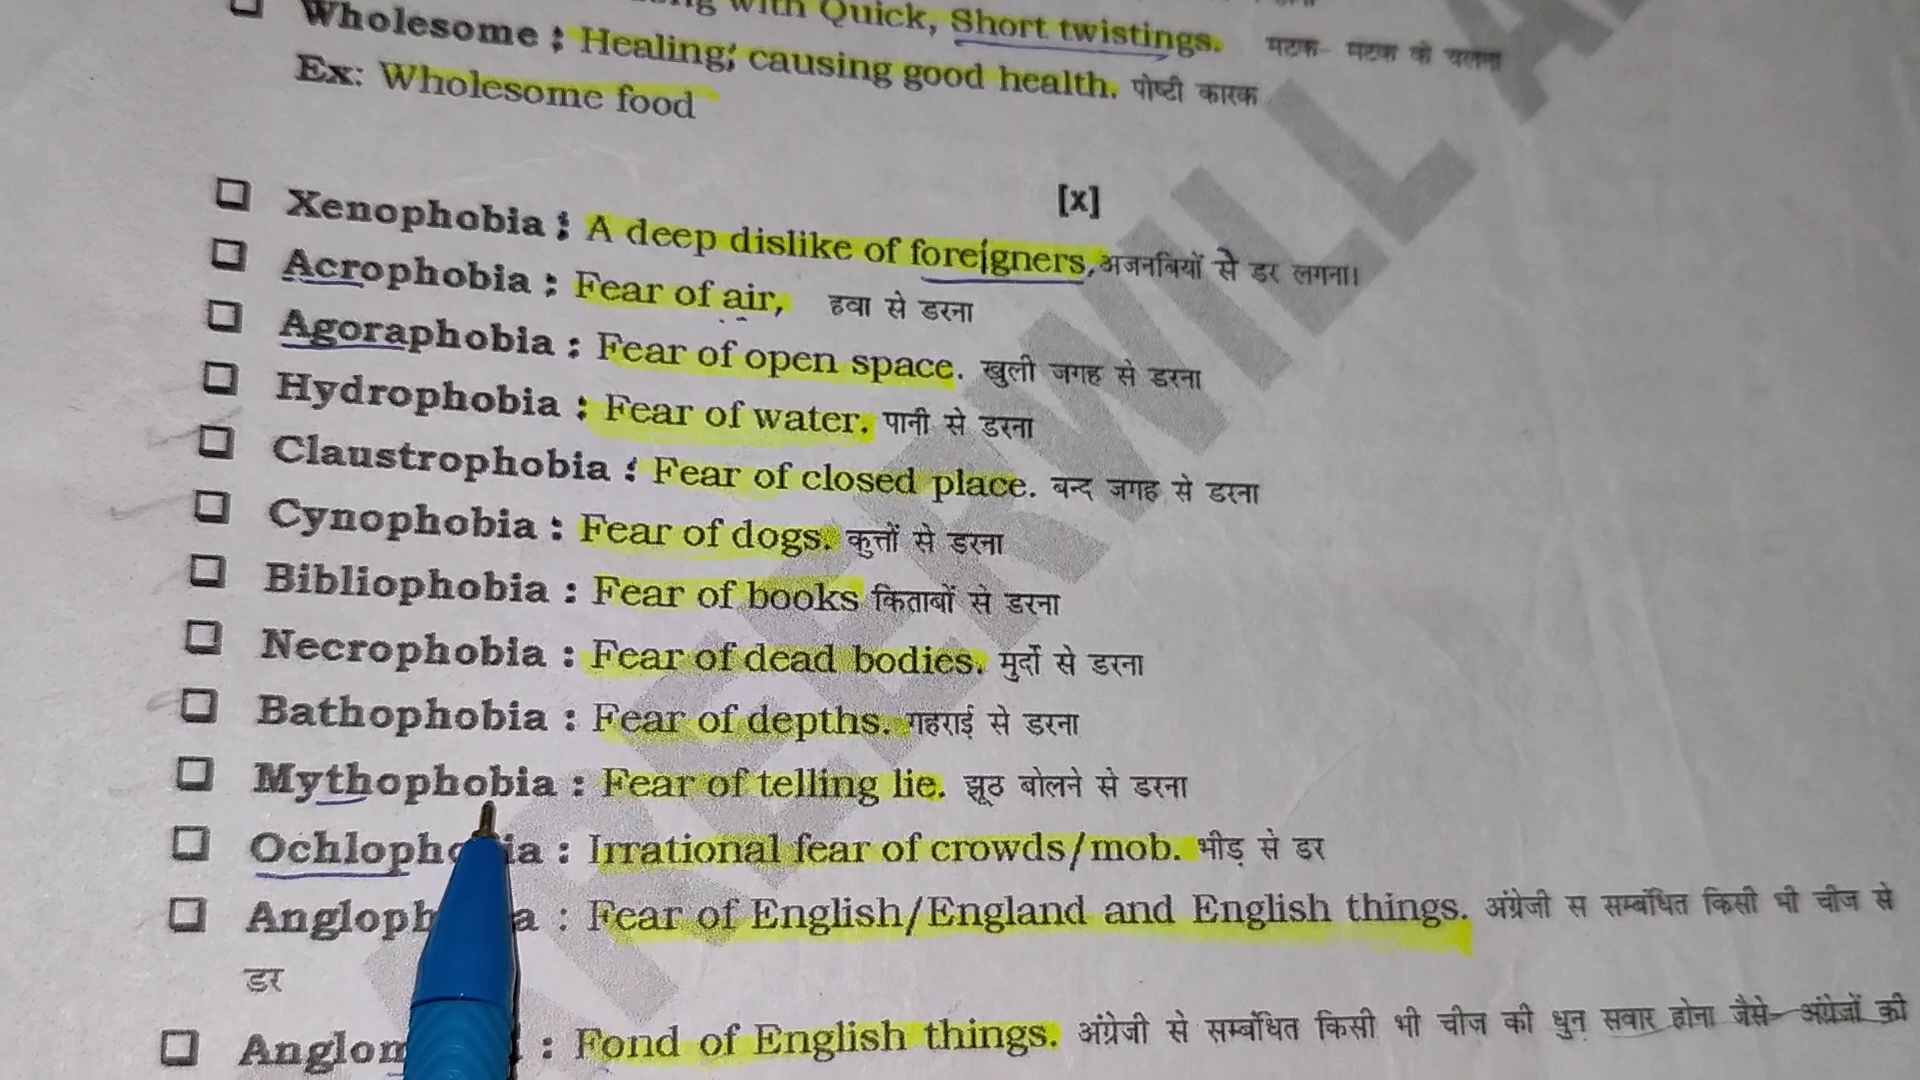 with Quick, Short twistings. मटक- मटक के चलना
Wholesome : Healing; causing good health. पोष्टी कारक
Ex: Wholesome food
[x]
Xenophobia : A deep dislike of foreigners, अजनबियों से डर लगना।
Acrophobia : Fear of air, हवा से डरना
Agoraphobia : Fear of open space. खुली जगह से डरना
Hydrophobia : Fear of water. पानी से डरना
Claustrophobia : Fear of closed place. बन्द जगह से डरना
Cynophobia : Fear of dogs. कुत्तों से डरना
Bibliophobia : Fear of books किताबों से डरना
Necrophobia : Fear of dead bodies. मुर्दो से डरना
Bathophobia : Fear of depths. गहराई से डरना
Mythophobia : Fear of telling lie. झूठ बोलने से डरना
: Irrational fear of crowds/mob. भीड़ से डर
: Fear of English/England and English things. अंग्रेजी स सम्बंधित किसी भी चीज से
डर
: Fond of English things. अंग्रेजी से सम्बंधित किसी भी चीज की धुन सवार होना जैसे- अंग्रेजों की